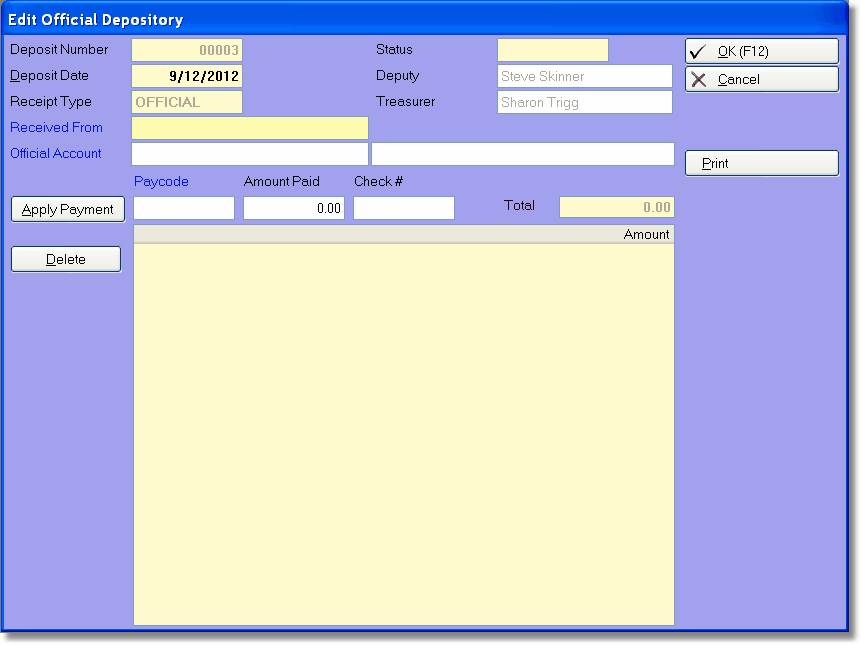 Edit Official Depository
Deposit Number 00003 Status OK (F12)
Deposit Date 9/12/2012 Deputy Steve Skinner Cancel
Receipt Type OFFICIAL Treasurer Sharon Trigg
Received From
Official Account
Print
Paycode Amount Paid Check #
Apply Payment 0.00 Total 0.00
Amount
Delete